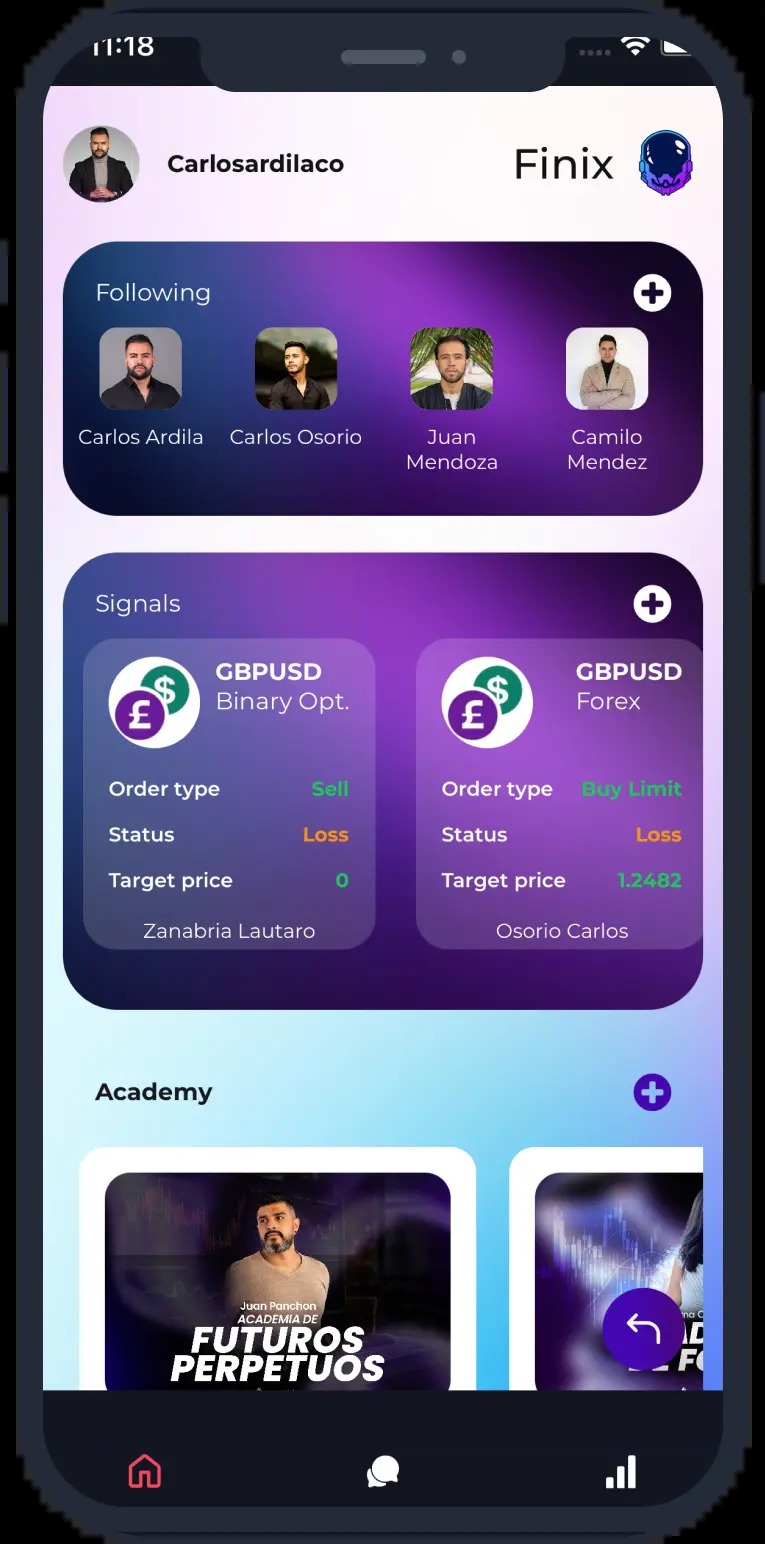 11:18
Carlosardilaco
Finix
Following
Carlos Ardila
Carlos Osorio
Juan
Mendoza
Camilo
Mendez
Signals
GBPUSD
Binary Opt.
Order type Sell
Status Loss
Target price 0
Zanabria Lautaro
GBPUSD
Forex
Order type Buy Limit
Status Loss
Target price 1.2482
Osorio Carlos
Academy
Juan Panchon
ACADEMIA DE
FUTUROS
PERPETUOS